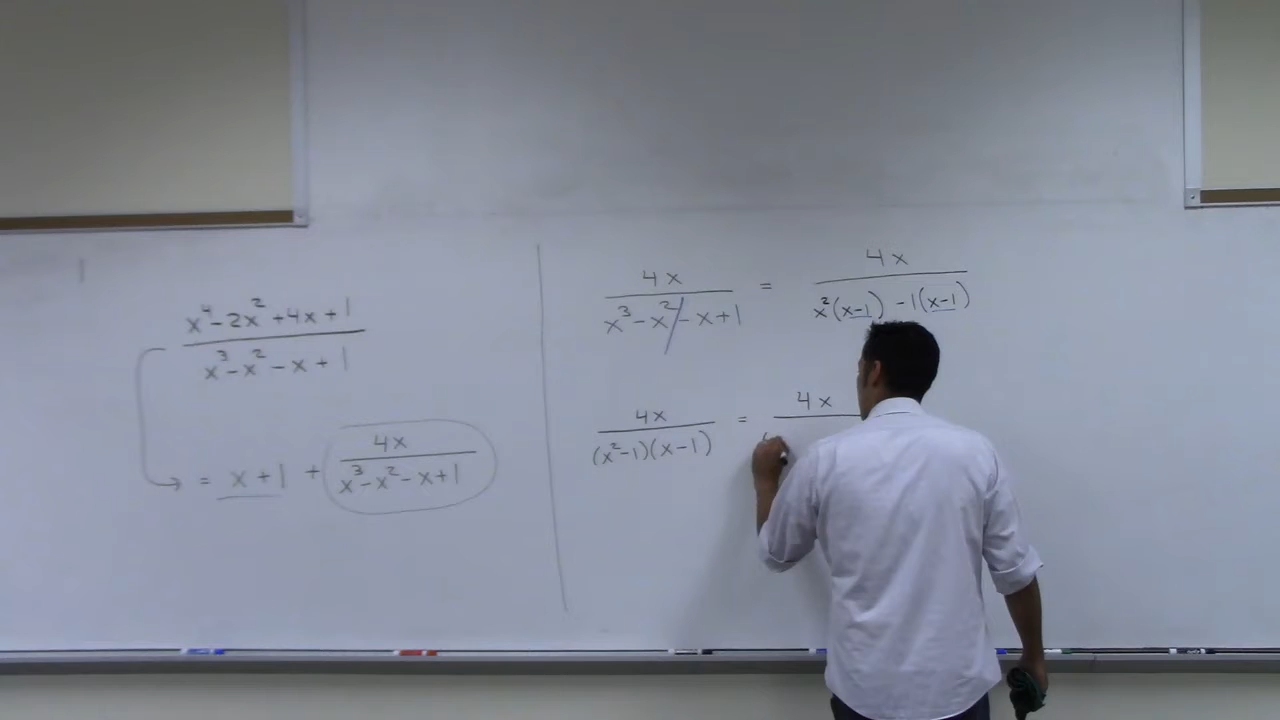 x⁴-2x²+4x+1
x³-x²-x+1
= x+1 + 4x
x³-x²-x+1
4x = 4x
x³-x²-x+1 x²(x-1) -1(x-1)
4x = 4x
(x²-1)(x-1) (